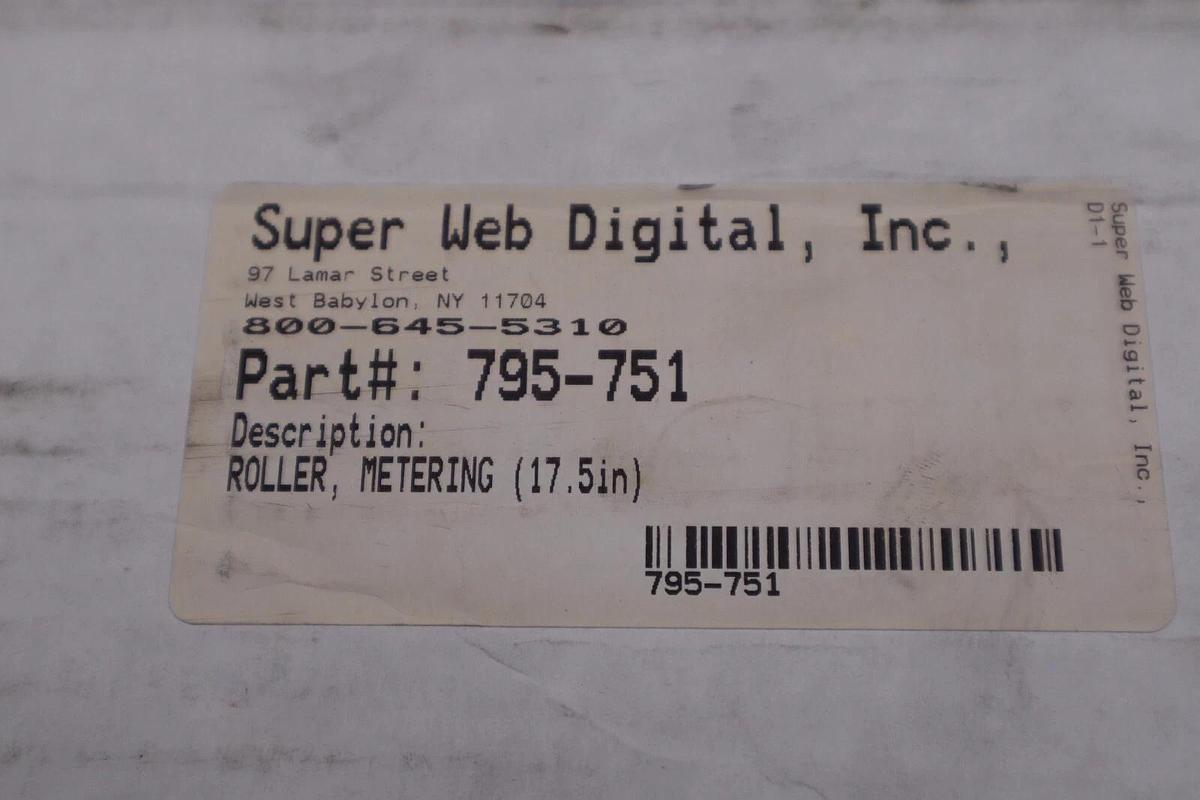 Super Web Digital, Inc.,
97 Lamar Street
West Babylon, NY 11704
800-645-5310
Part#: 795-751
Description:
ROLLER, METERING (17.5in)
795-751
Super Web Digital, Inc.,
D1-1